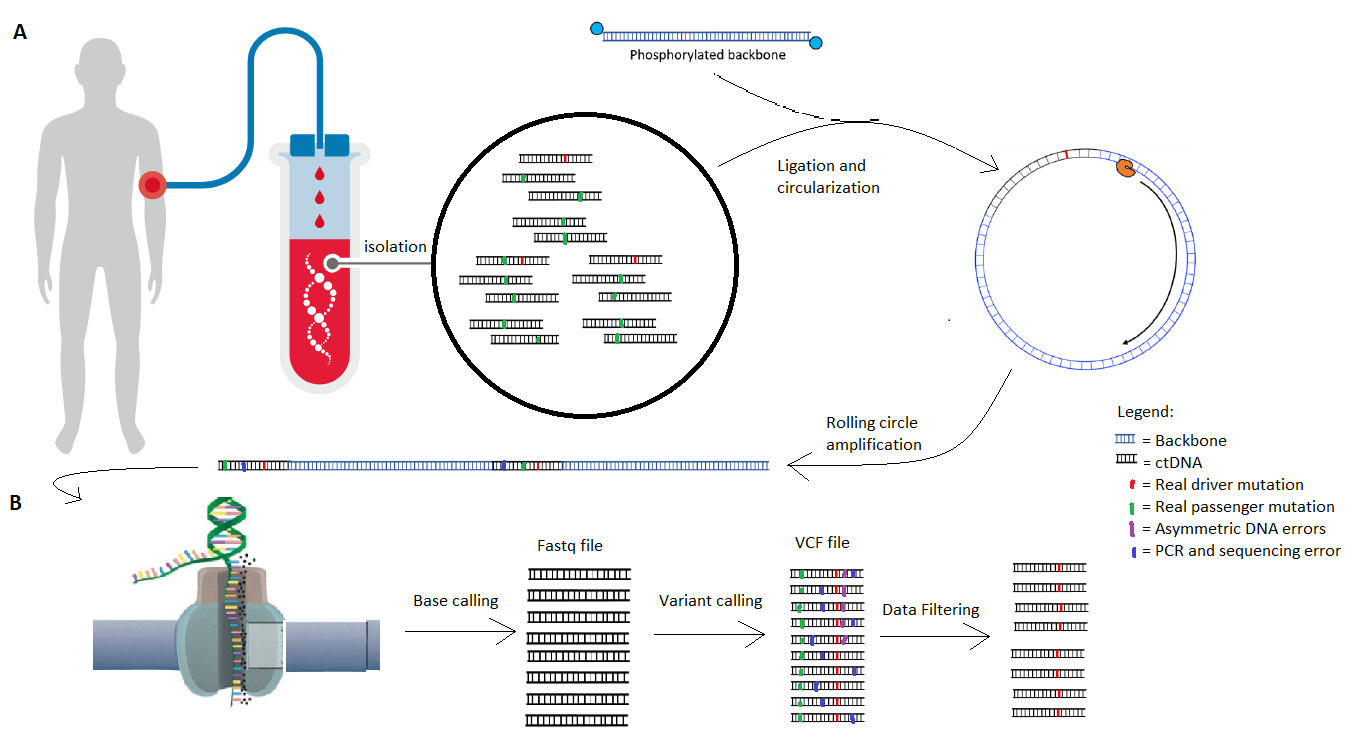 A
Phosphorylated backbone
isolation
Ligation and
circularization
Rolling circle
amplification
Legend:
= Backbone
= ctDNA
= Real driver mutation
= Real passenger mutation
= Asymmetric DNA errors
= PCR and sequencing error
B
Base calling
Fastq file
Variant calling
VCF file
Data Filtering